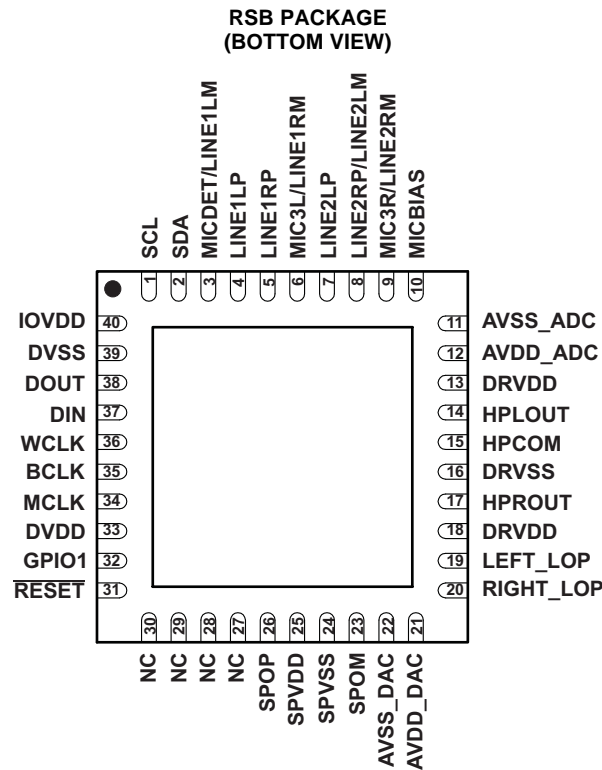 RSB PACKAGE
(BOTTOM VIEW)
SCL
SDA
MICDET/LINE1LM
LINE1LP
LINE1RP
MIC3L/LINE1RM
LINE2LP
LINE2RP/LINE2LM
MIC3R/LINE2RM
MICBIAS
1 2 3 4 5 6 7 8 9 10
IOVDD 40
DVSS 39
DOUT 38
DIN 37
WCLK 36
BCLK 35
MCLK 34
DVDD 33
GPIO1 32
RESET 31
11 AVSS_ADC
12 AVDD_ADC
13 DRVDD
14 HPLOUT
15 HPCOM
16 DRVSS
17 HPROUT
18 DRVDD
19 LEFT_LOP
20 RIGHT_LOP
30 29 28 27 26 25 24 23 22 21
NC
NC
NC
NC
SPOP
SPVDD
SPVSS
SPOM
AVSS_DAC
AVDD_DAC